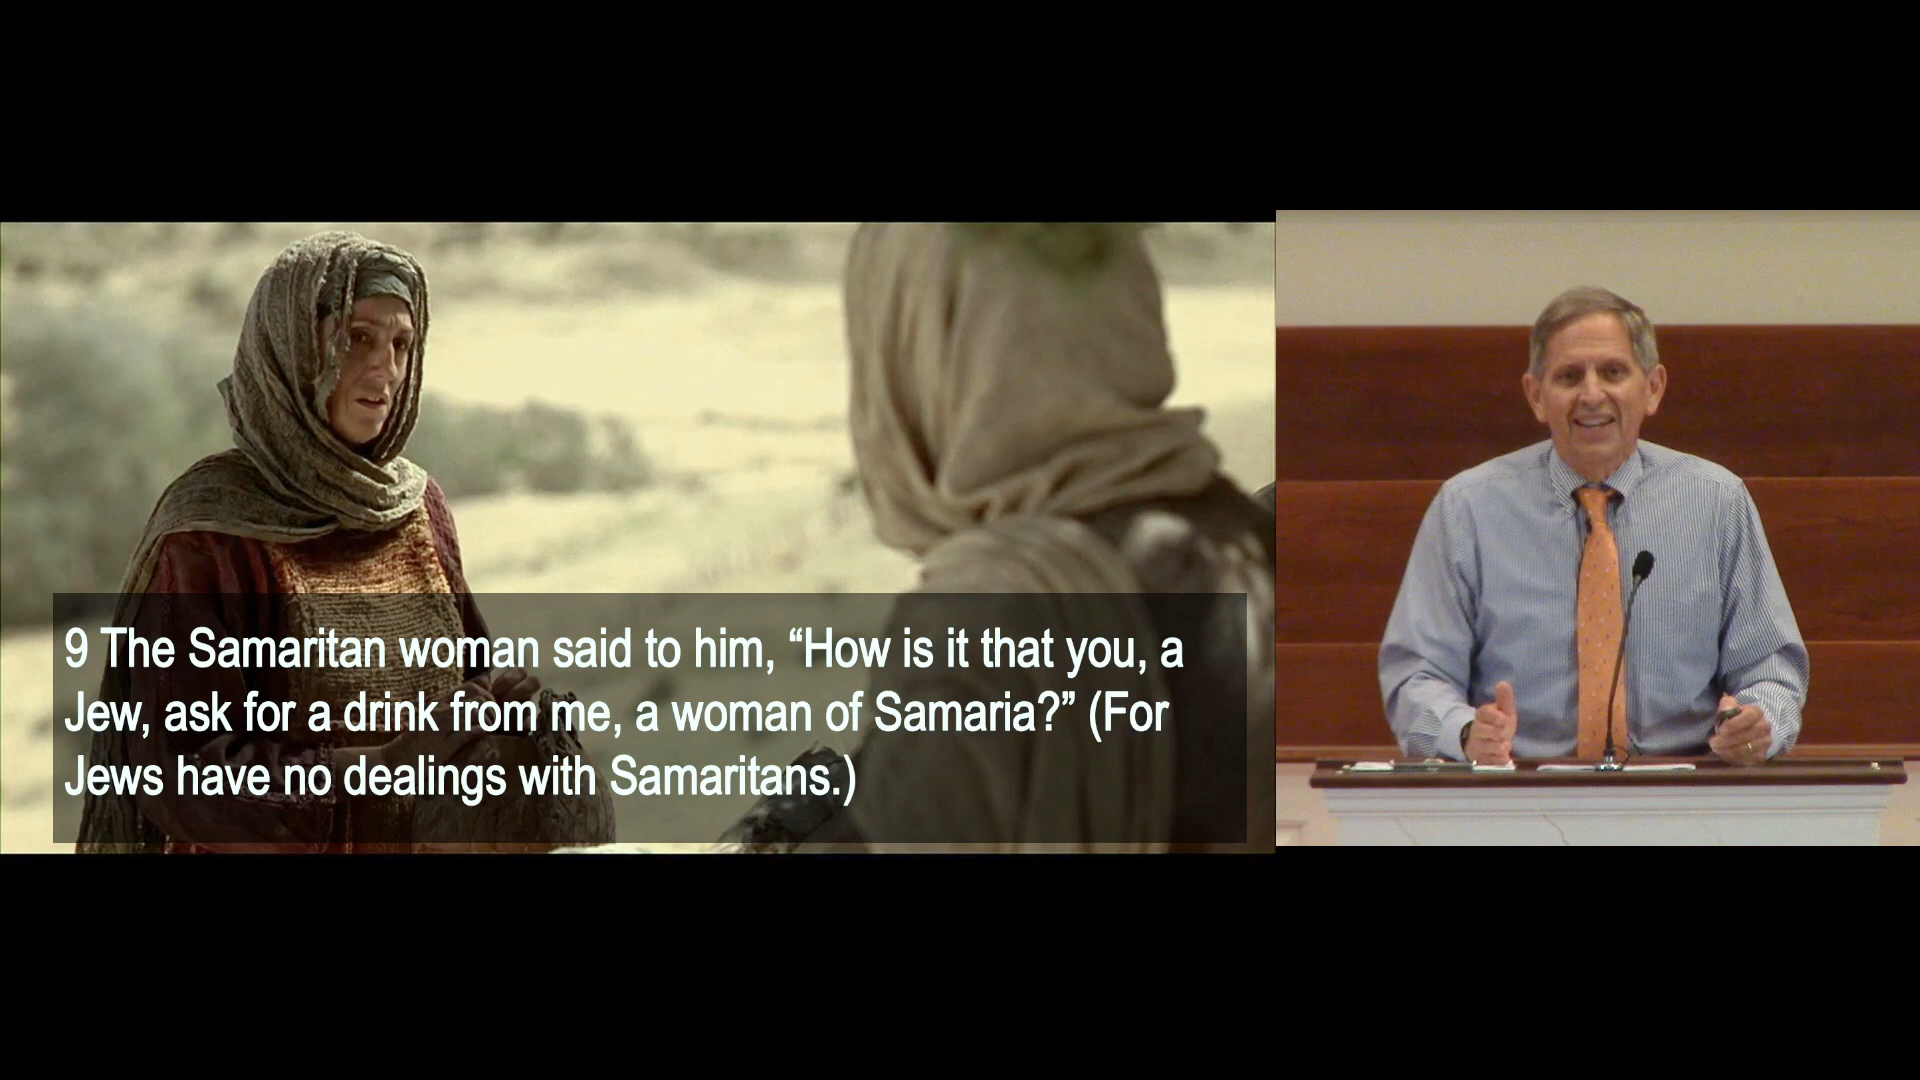 9 The Samaritan woman said to him, “How is it that you, a
Jew, ask for a drink from me, a woman of Samaria?” (For
Jews have no dealings with Samaritans.)